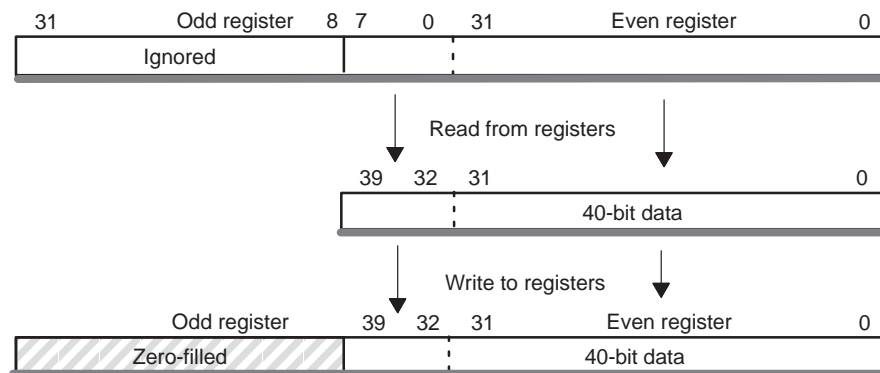 31 Odd register 8 7 0 31 Even register 0
Ignored
Read from registers
39 32 31 0
40-bit data
Write to registers
Odd register 39 32 31 Even register 0
Zero-filled 40-bit data